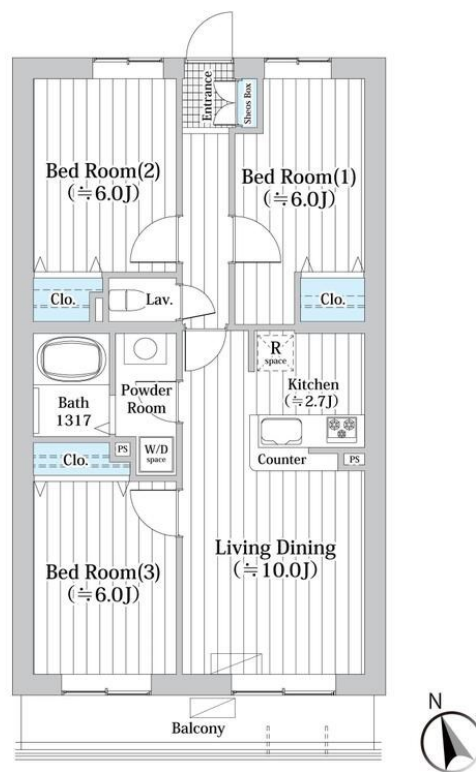 Entrance
Sheos Box
Bed Room(2)
(≒6.0J)
Bed Room(1)
(≒6.0J)
Clo.
Lav.
Clo.
R
space
Kitchen
(≒2.7J)
Powder
Room
Bath
1317
Counter
PS
W/D
space
PS
Clo.
Living Dining
(≒10.0J)
Bed Room(3)
(≒6.0J)
Balcony
N